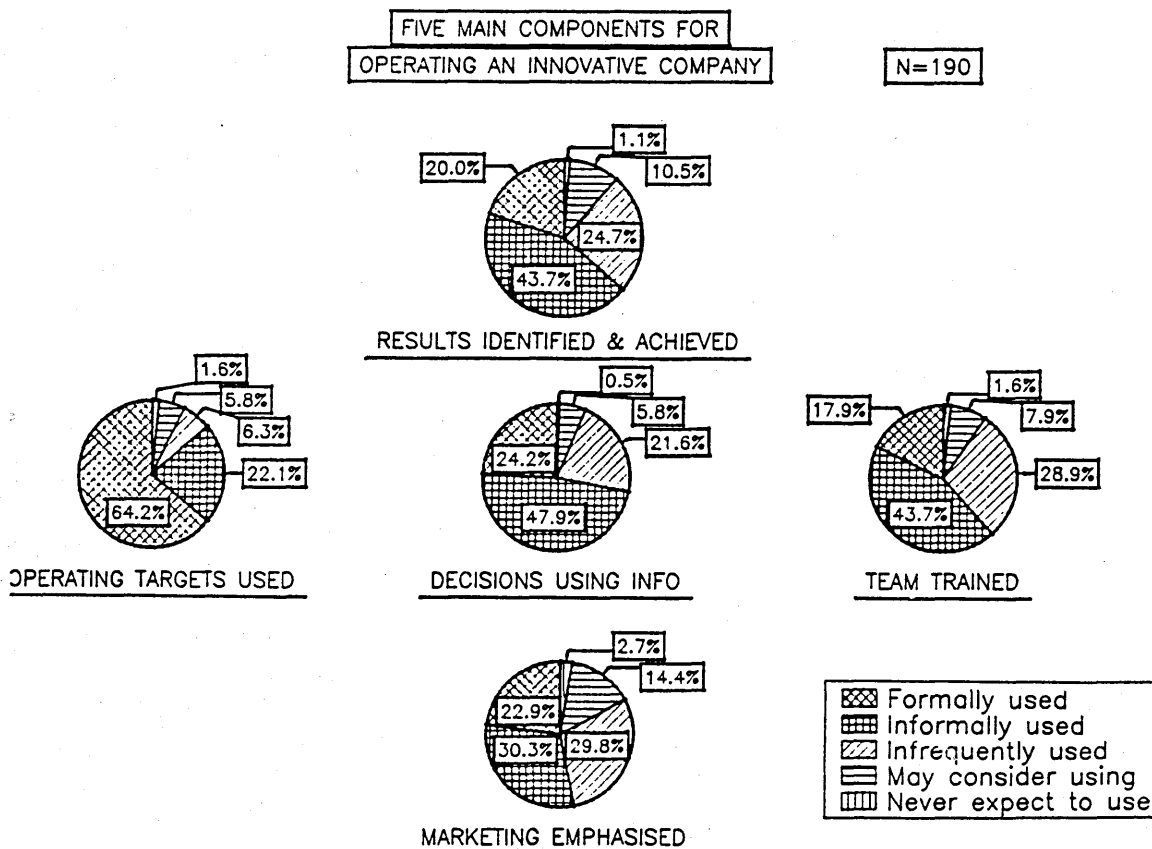 FIVE MAIN COMPONENTS FOR
OPERATING AN INNOVATIVE COMPANY
N=190
1.1%
20.0%
10.5%
24.7%
43.7%
RESULTS IDENTIFIED & ACHIEVED
1.6%
5.8%
6.3%
22.1%
64.2%
OPERATING TARGETS USED
0.5%
5.8%
21.6%
24.2%
47.9%
DECISIONS USING INFO
1.6%
17.9%
7.9%
28.9%
43.7%
TEAM TRAINED
2.7%
14.4%
22.9%
30.3%
29.8%
MARKETING EMPHASISED
Formally used
Informally used
Infrequently used
May consider using
Never expect to use